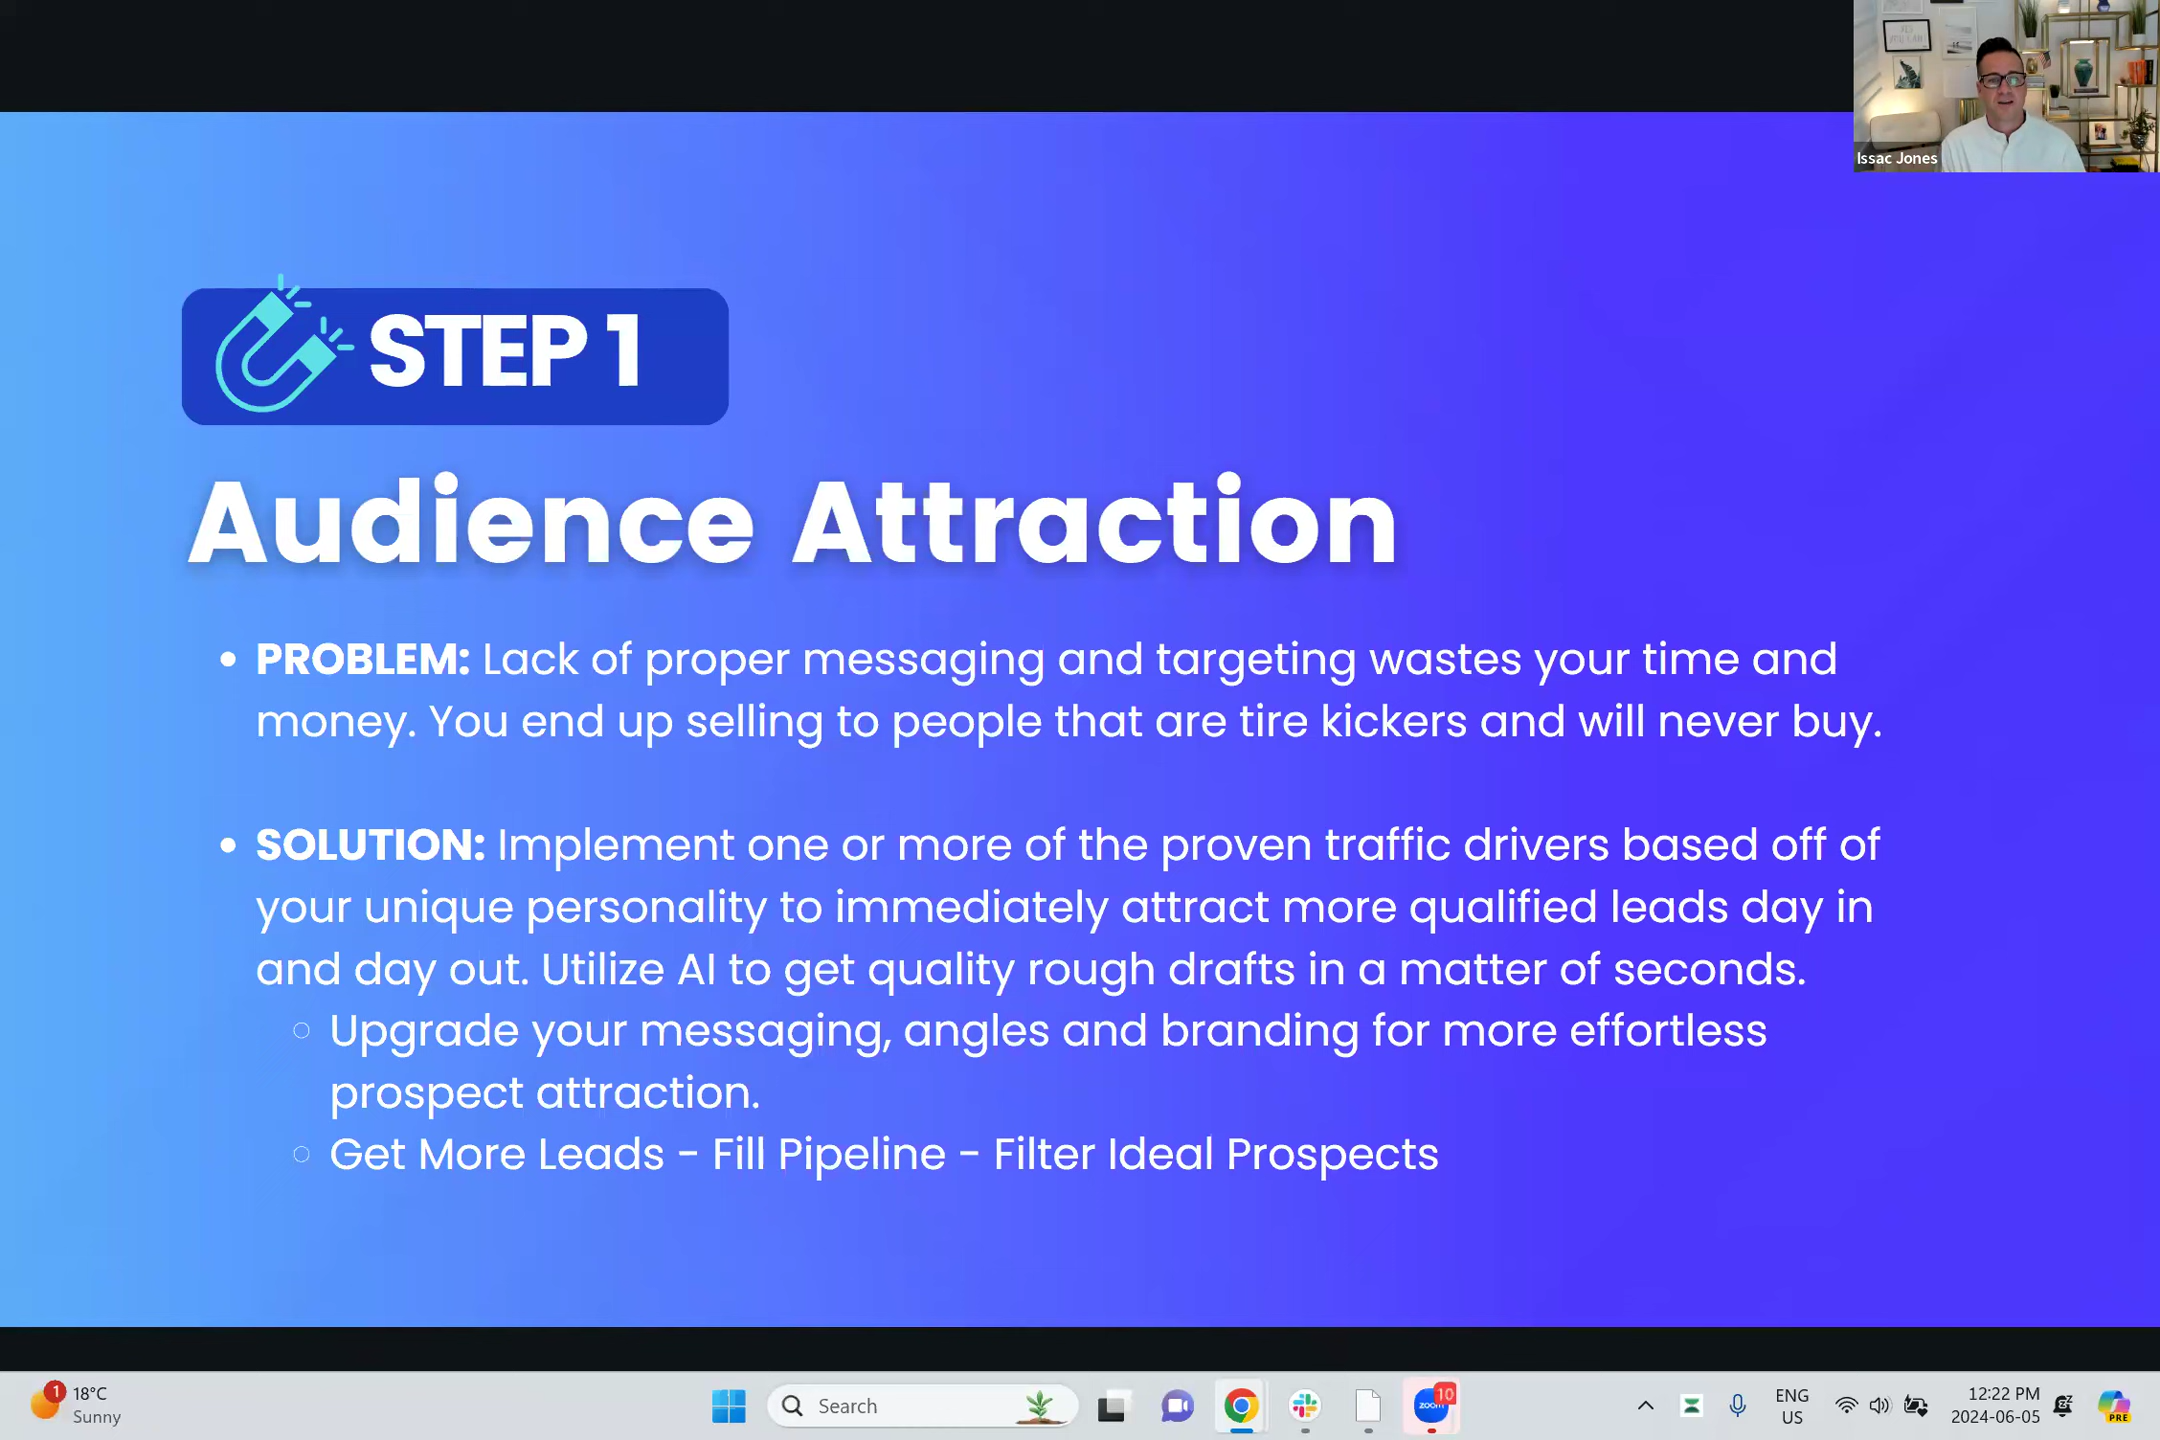 Issac Jones
STEP 1
Audience Attraction
• PROBLEM: Lack of proper messaging and targeting wastes your time and
money. You end up selling to people that are tire kickers and will never buy.
• SOLUTION: Implement one or more of the proven traffic drivers based off of
your unique personality to immediately attract more qualified leads day in
and day out. Utilize AI to get quality rough drafts in a matter of seconds.
○ Upgrade your messaging, angles and branding for more effortless
prospect attraction.
○ Get More Leads - Fill Pipeline - Filter Ideal Prospects
1
18°C
Sunny
Search
zoom
10
ENG
US
12:22 PM
2024-06-05
PRE